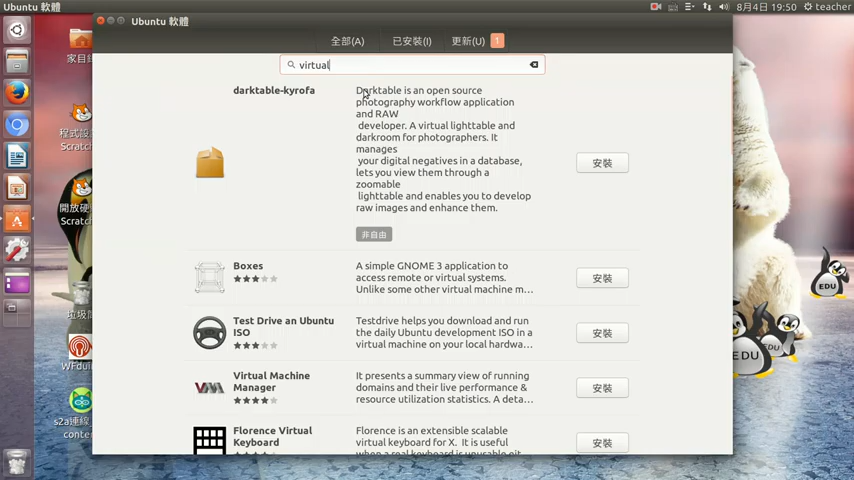 Ubuntu 軟體
8月4日 19:50
teacher
Ubuntu 軟體
全部(A)
已安裝(I)
更新(U)
1
virtual
darktable-kyrofa
Darktable is an open source
photography workflow application
and RAW
developer. A virtual lighttable and
darkroom for photographers. It
manages
your digital negatives in a database,
lets you view them through a
zoomable
lighttable and enables you to develop
raw images and enhance them.
非自由
安裝
Boxes
A simple GNOME 3 application to
access remote or virtual systems.
Unlike some other virtual machine m…
安裝
Test Drive an Ubuntu
ISO
Testdrive helps you download and run
the daily Ubuntu development ISO in a
virtual machine on your local hardwa…
安裝
Virtual Machine
Manager
It presents a summary view of running
domains and their live performance &
resource utilization statistics. A deta…
安裝
Florence Virtual
Keyboard
Florence is an extensible scalable
virtual keyboard for X. It is useful
安裝
家目錄
程式設
Scratch
開放硬
Scratch
WFdui
s2a連線
conte
EDU
EDU